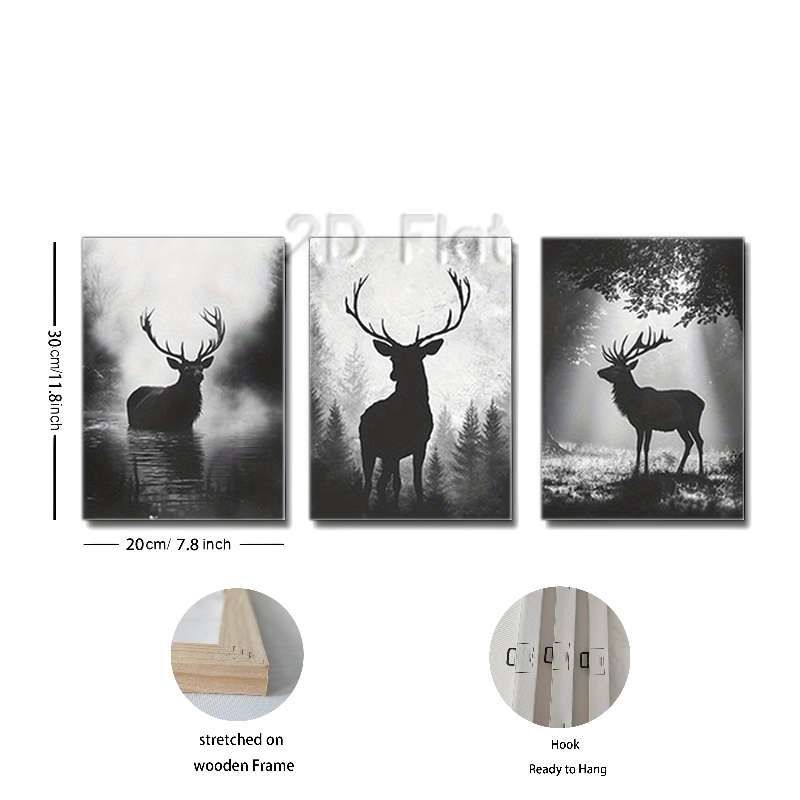 2D Flat
30cm/11.8inch
20cm/ 7.8 inch
stretched on
wooden Frame
Hook
Ready to Hang